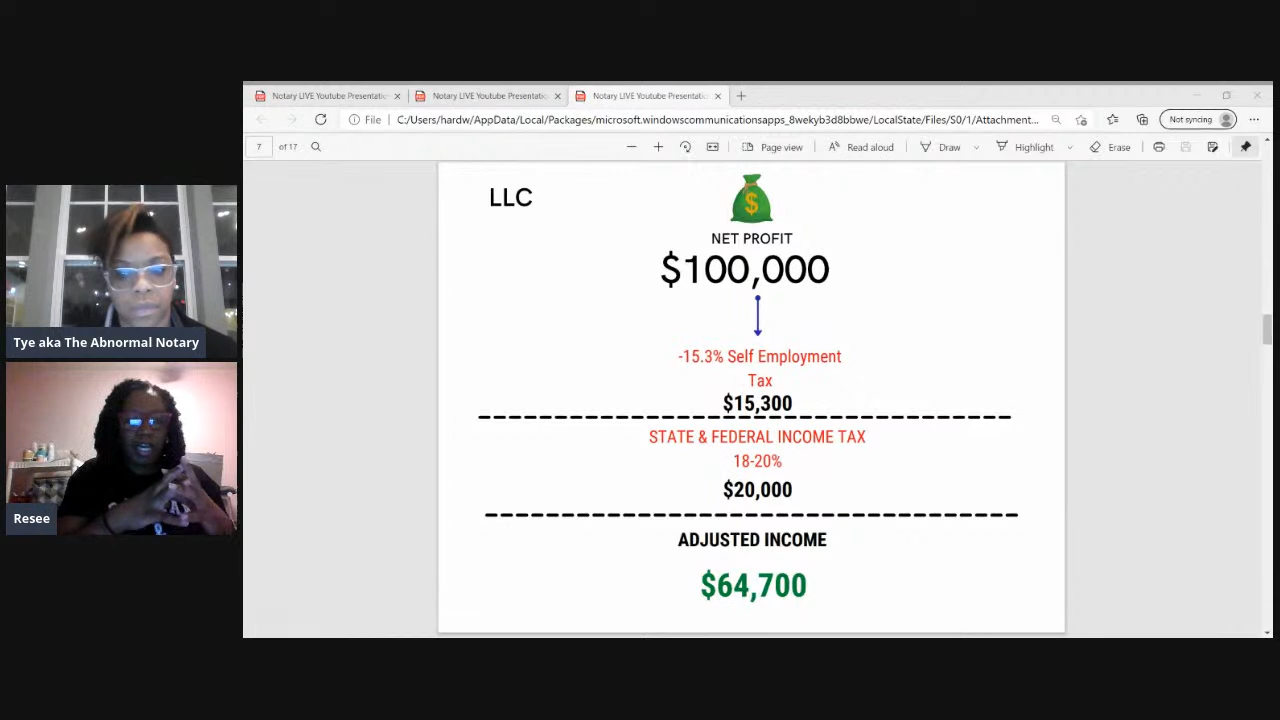 Notary LIVE Youtube Presentatio
Notary LIVE Youtube Presentatio
Notary LIVE Youtube Presentatio
File
C:/Users/hardw/AppData/Local/Packages/microsoft.windowscommunicationsapps_8wekyb3d8bbwe/LocalState/Files/S0/1/Attachment...
Not syncing
7 of 17
Page view
Read aloud
Draw
Highlight
Erase
LLC
$
NET PROFIT
$100,000
-15.3% Self Employment
Tax
$15,300
STATE & FEDERAL INCOME TAX
18-20%
$20,000
ADJUSTED INCOME
$64,700
Tye aka The Abnormal Notary
Resee